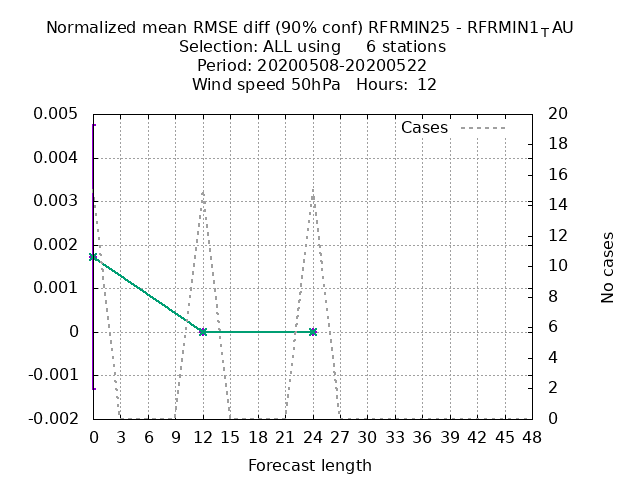 Normalized mean RMSE diff (90% conf) RFRMIN25 - RFRMIN1TAU
Selection: ALL using 6 stations
Period: 20200508-20200522
Wind speed 50hPa Hours: 12
Cases
0.005
0.004
0.003
0.002
0.001
0
-0.001
-0.002
20
18
16
14
12
10
8
6
4
2
0
No cases
0 3 6 9 12 15 18 21 24 27 30 33 36 39 42 45 48
Forecast length